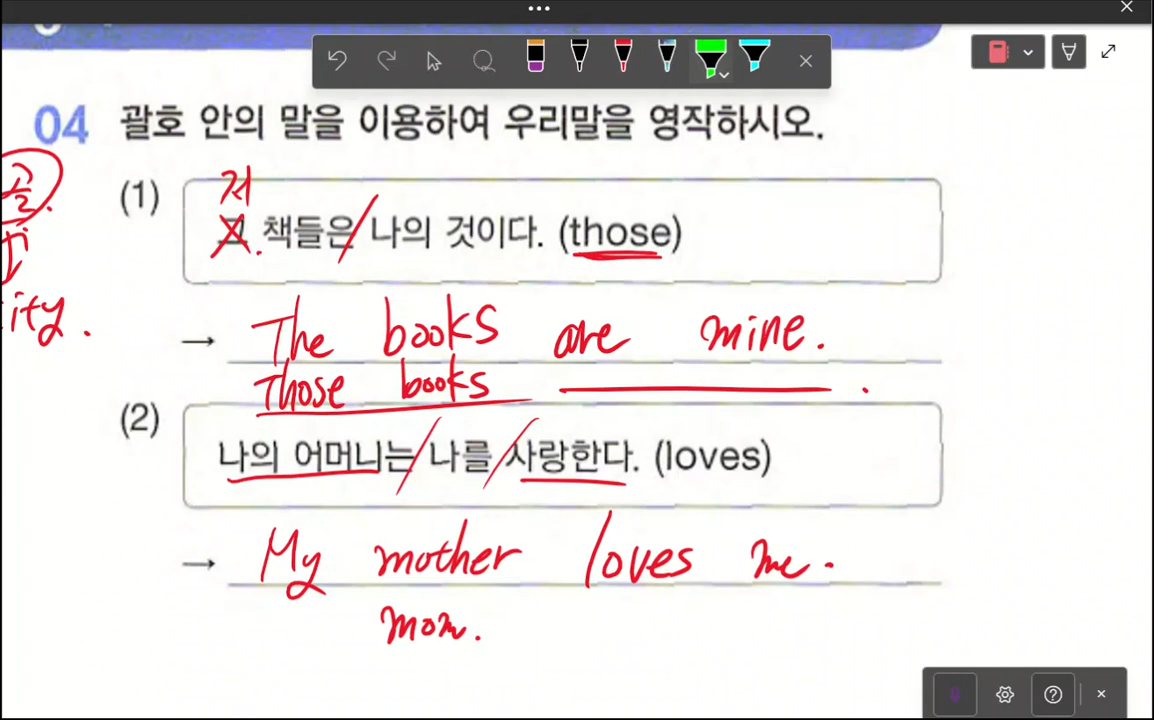 04 괄호 안의 말을 이용하여 우리말을 영작하시오.
저
(1) 그 책들은 나의 것이다. (those)
ity.
→ The books are mine.
Those books .
(2) 나의 어머니는 나를 사랑한다. (loves)
→ My mother loves me.
mom.